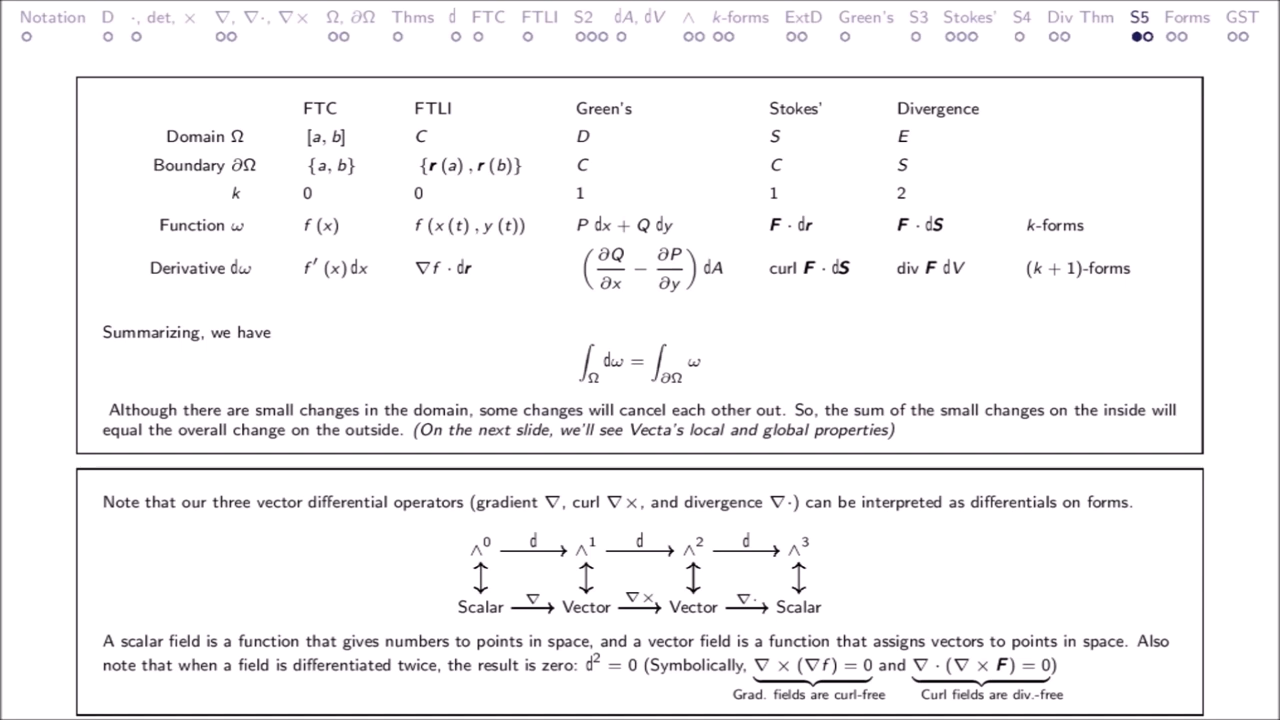 Notation D ·, det, × ∇, ∇·, ∇× Ω, ∂Ω Thms d FTC FTLI S2 dA, dV ∧ k-forms ExtD Green's S3 Stokes' S4 Div Thm S5 Forms GST
FTC FTLI Green's Stokes' Divergence
Domain Ω [a, b] C D S E
Boundary ∂Ω {a, b} {r (a) , r (b)} C C S
k 0 0 1 1 2
Function ω f (x) f (x (t) , y (t)) P dx + Q dy F · dr F · dS k-forms
Derivative dω f′ (x) dx ∇f · dr (∂Q/∂x − ∂P/∂y) dA curl F · dS div F dV (k + 1)-forms
Summarizing, we have
∫_Ω dω = ∫_∂Ω ω
Although there are small changes in the domain, some changes will cancel each other out. So, the sum of the small changes on the inside will
equal the overall change on the outside. (On the next slide, we'll see Vecta's local and global properties)
Note that our three vector differential operators (gradient ∇, curl ∇×, and divergence ∇·) can be interpreted as differentials on forms.
∧⁰ d ∧¹ d ∧² d ∧³
Scalar ∇ Vector ∇× Vector ∇· Scalar
A scalar field is a function that gives numbers to points in space, and a vector field is a function that assigns vectors to points in space. Also
note that when a field is differentiated twice, the result is zero: d² = 0 (Symbolically, ∇ × (∇f) = 0 and ∇ · (∇ × F) = 0)
Grad. fields are curl-free Curl fields are div.-free